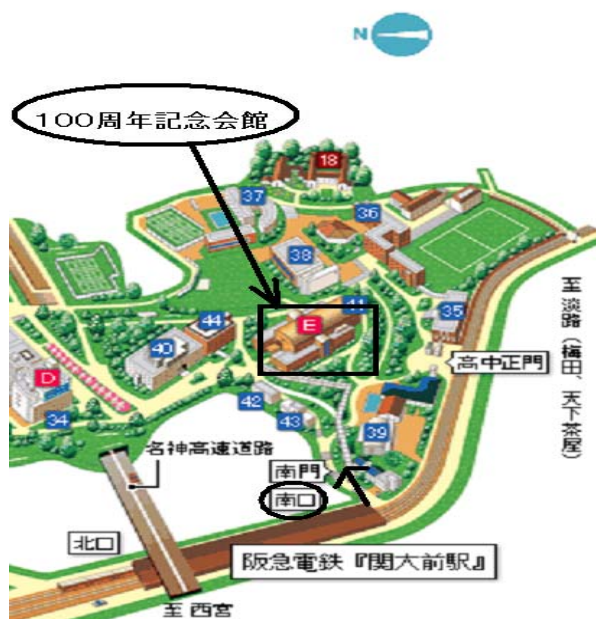 N
100周年記念会館
18
37
36
38
41
E
44
35
40
高中正門
至 淡路（梅田、天下茶屋）
D
34
42
43
39
名神高速道路
南門
南口
北口
阪急電鉄『関大前駅』
至 西宮